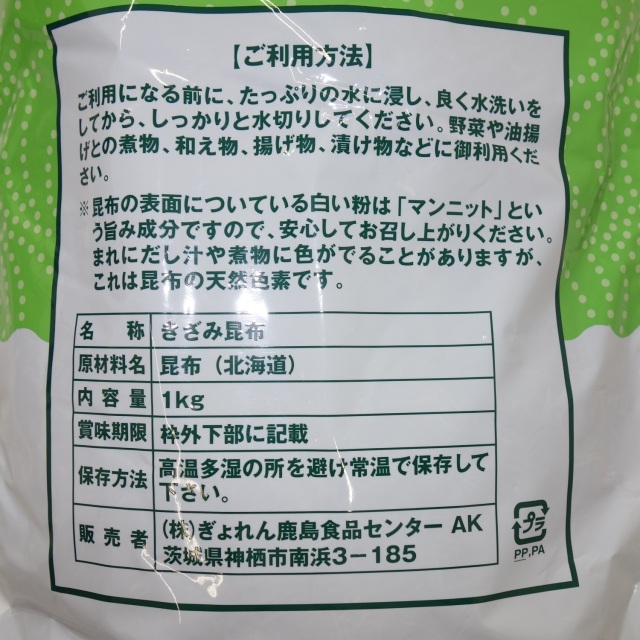 【ご利用方法】
ご利用になる前に、たっぷりの水に浸し、良く水洗いを
してから、しっかりと水切りしてください。野菜や油揚
げとの煮物、和え物、揚げ物、漬け物などに御利用くだ
さい。
※昆布の表面についている白い粉は「マンニット」とい
う旨み成分ですので、安心してお召し上がりください。
まれにだし汁や煮物に色がでることがありますが、
これは昆布の天然色素です。
名称 きざみ昆布
原材料名 昆布（北海道）
内容量 1kg
賞味期限 枠外下部に記載
保存方法 高温多湿の所を避け常温で保存して
下さい。
販売者 (株)ぎょれん鹿島食品センター AK
茨城県神栖市南浜3－185
プラ
PP,PA